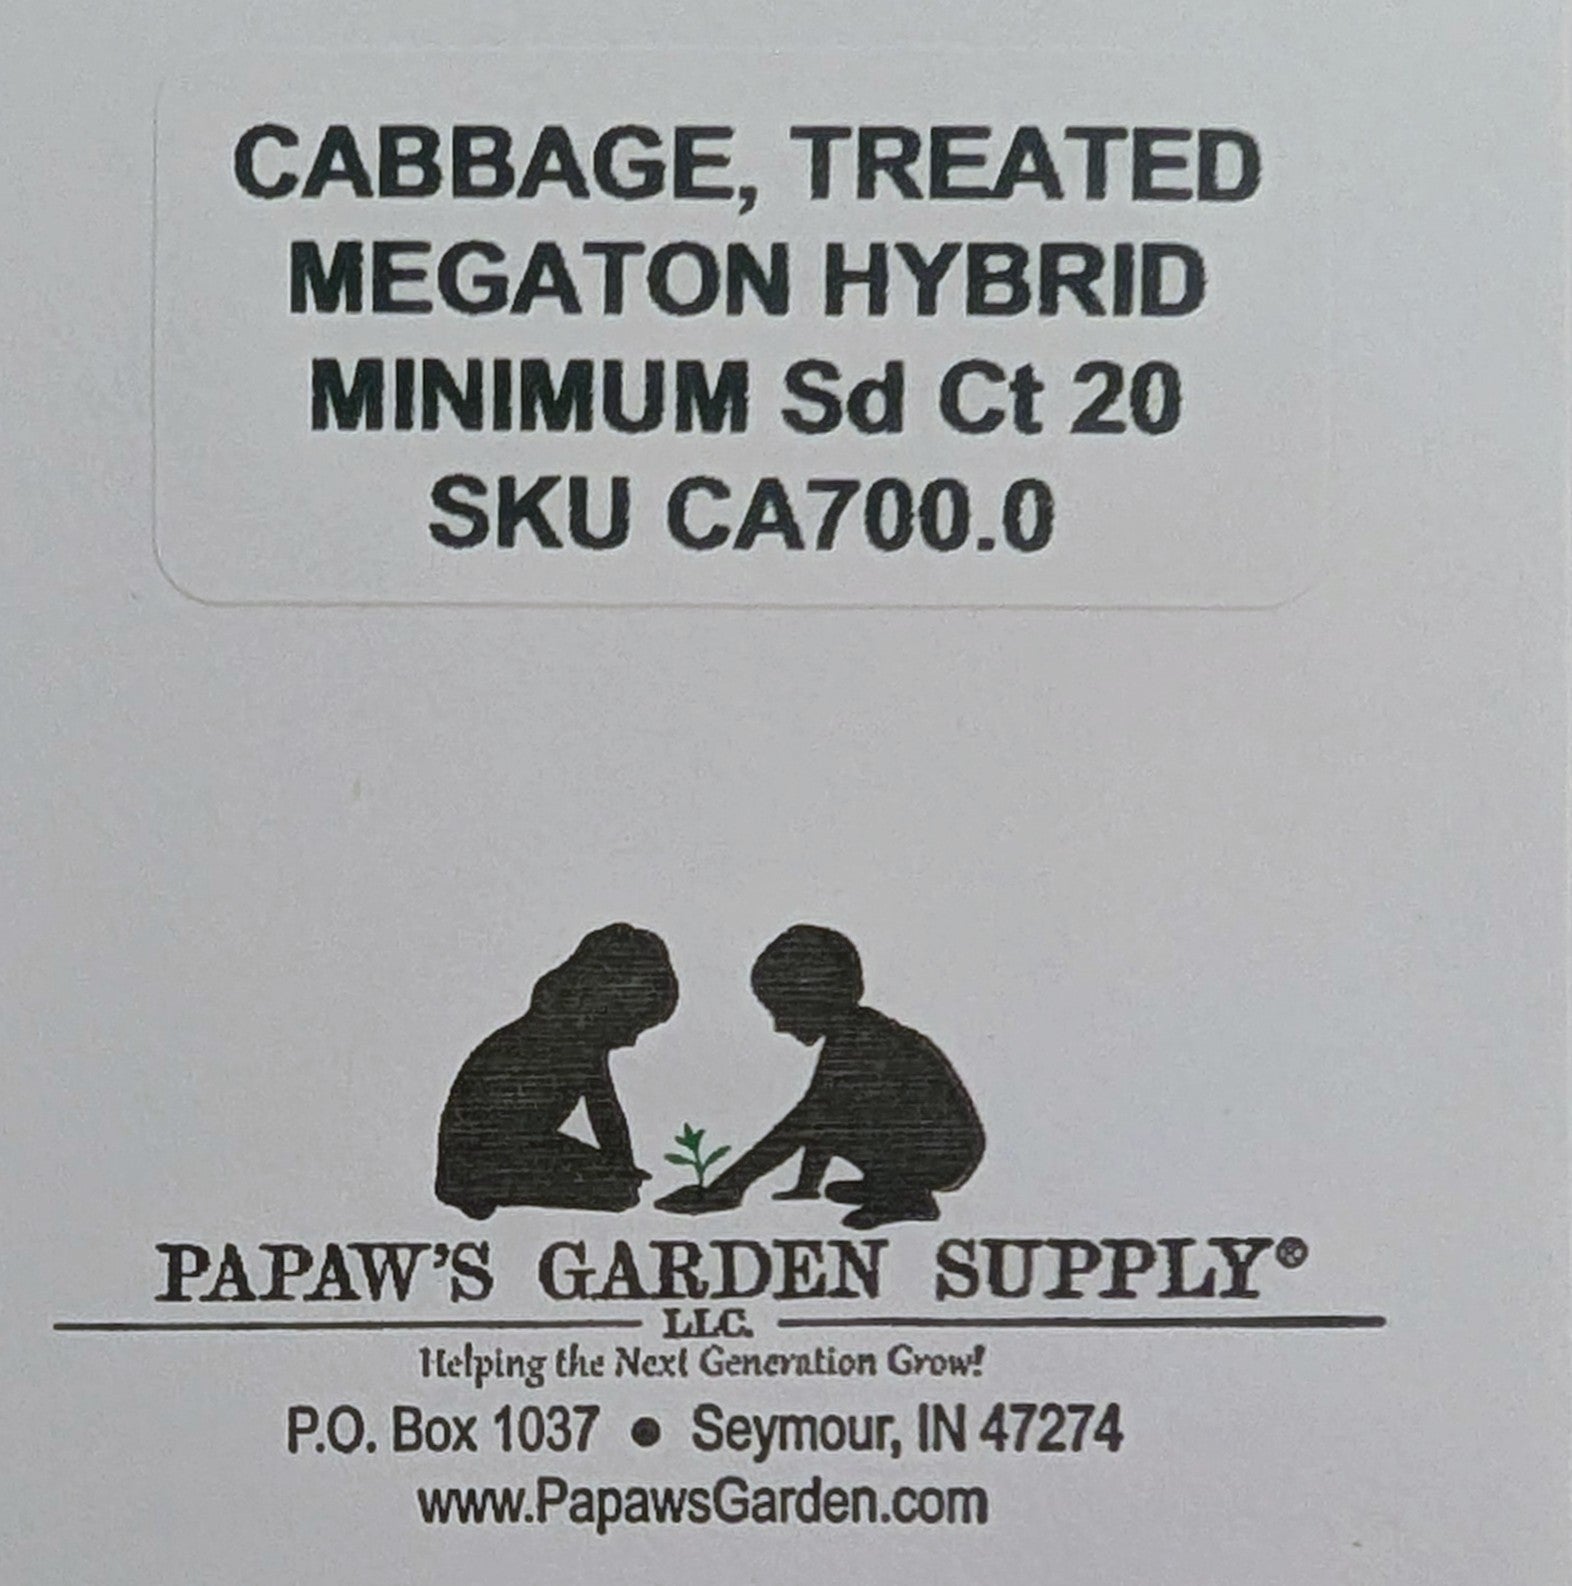 CABBAGE, TREATED
MEGATON HYBRID
MINIMUM Sd Ct 20
SKU CA700.0
PAPAW'S GARDEN SUPPLY®
LLC.
Helping the Next Generation Grow!
P.O. Box 1037 • Seymour, IN 47274
www.PapawsGarden.com